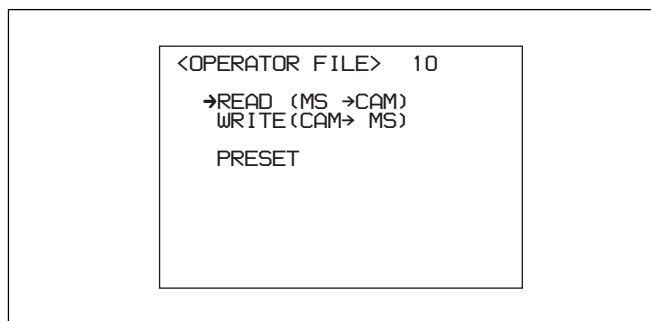 <OPERATOR FILE> 10
→READ (MS →CAM)
WRITE(CAM→ MS)
PRESET